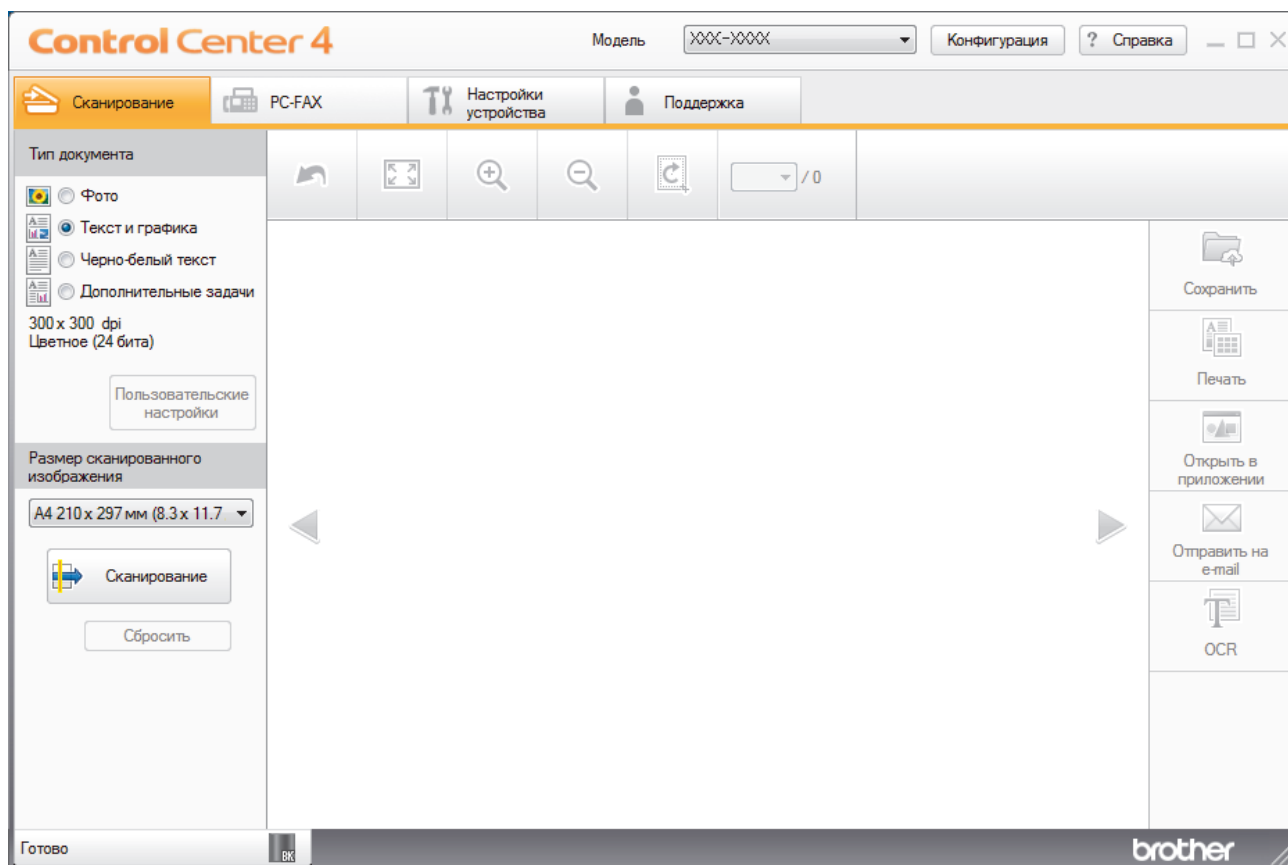 Control Center 4
Модель
XXX-XXXX
Конфигурация
? Справка
Сканирование
PC-FAX
Настройки
устройства
Поддержка
Тип документа
Фото
Текст и графика
Черно-белый текст
Дополнительные задачи
300 x 300 dpi
Цветное (24 бита)
Пользовательские
настройки
Размер сканированного
изображения
A4 210 x 297 мм (8.3 x 11.7
Сканирование
Сбросить
/ 0
Сохранить
Печать
Открыть в
приложении
Отправить на
e-mail
OCR
Готово
BK
brother